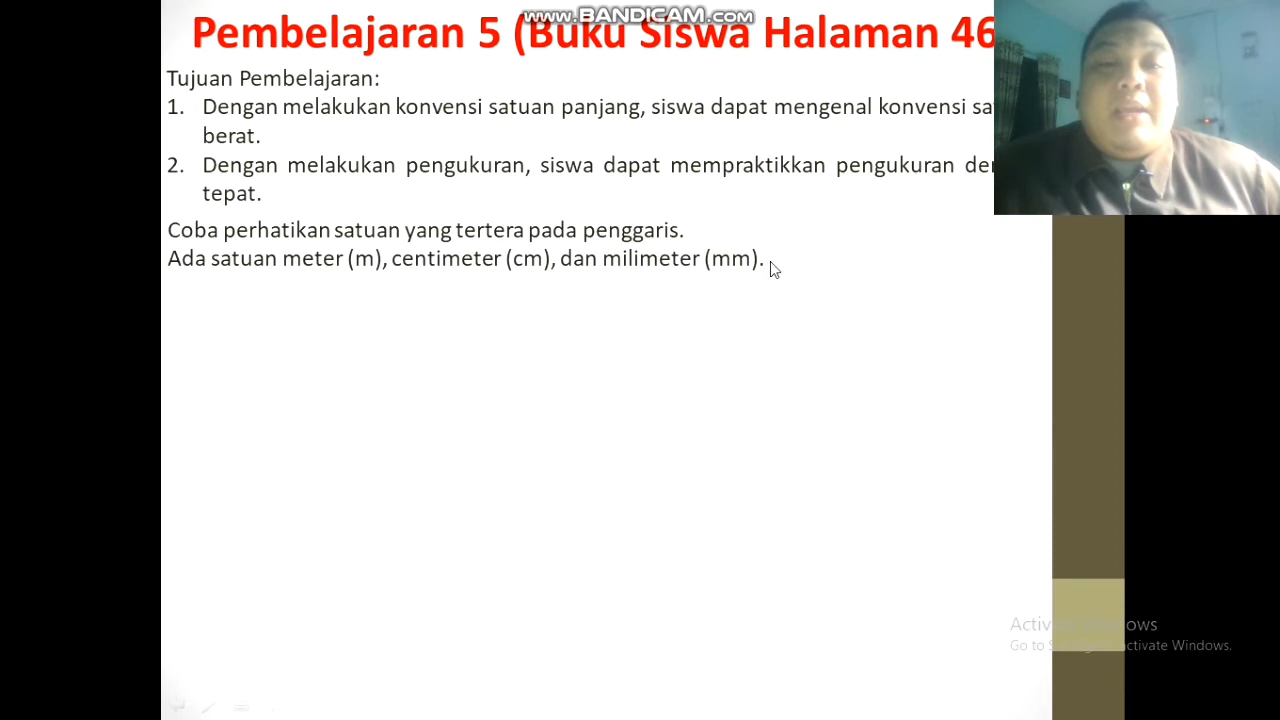 www.BANDICAM.com
Pembelajaran 5 (Buku Siswa Halaman 46
Tujuan Pembelajaran:
1. Dengan melakukan konvensi satuan panjang, siswa dapat mengenal konvensi
berat.
2. Dengan melakukan pengukuran, siswa dapat mempraktikkan pengukuran
tepat.
Coba perhatikan satuan yang tertera pada penggaris.
Ada satuan meter (m), centimeter (cm), dan milimeter (mm).
Activate Windows
Go to Settings to activate Windows.